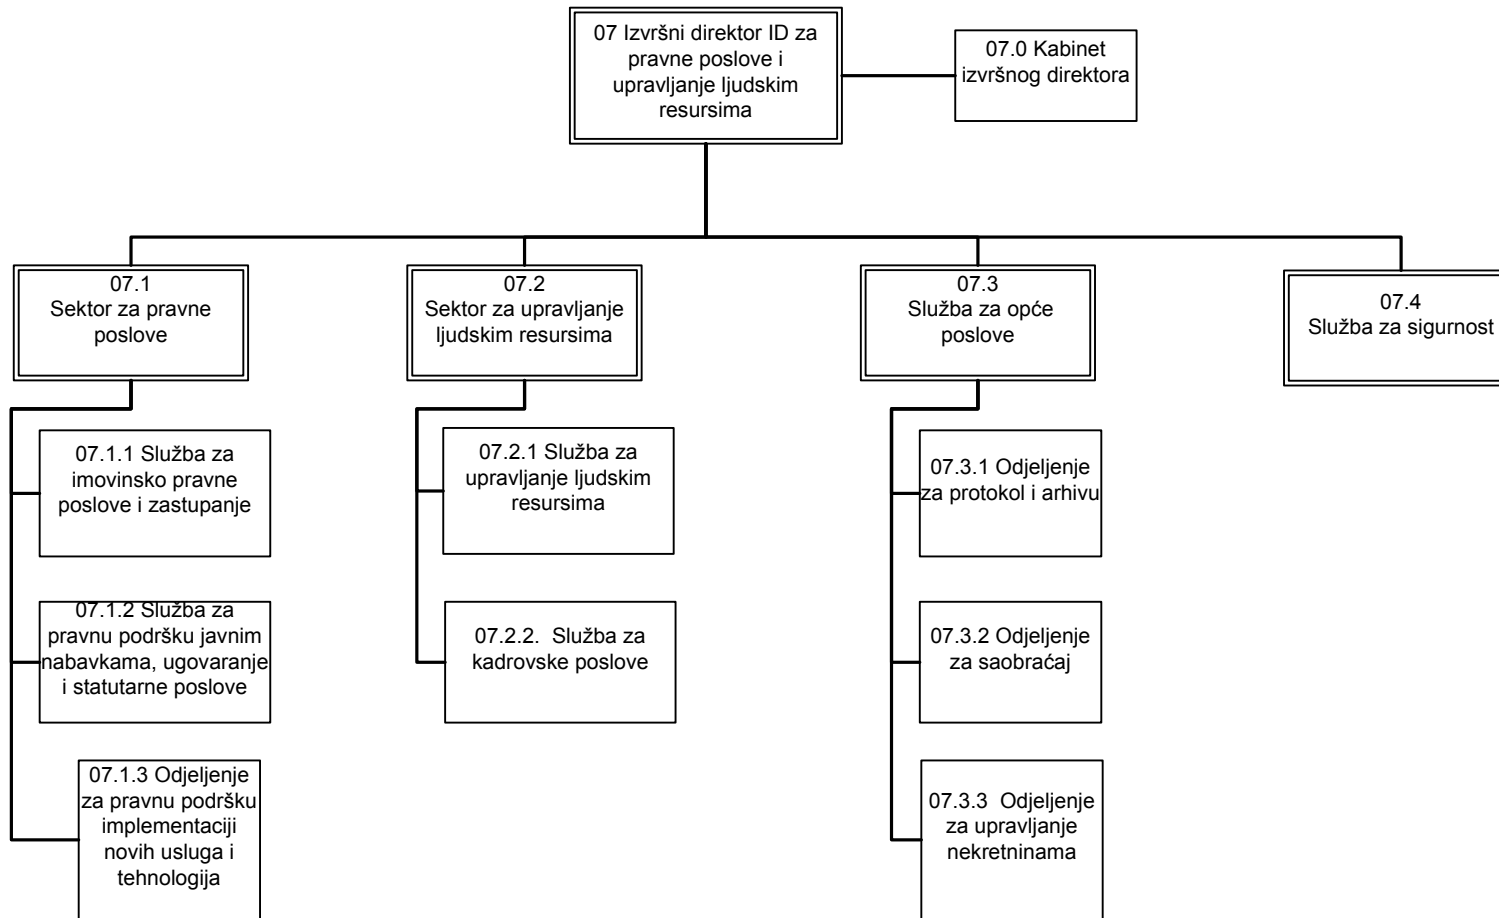 07 Izvršni direktor ID za
pravne poslove i
upravljanje ljudskim
resursima
07.0 Kabinet
izvršnog direktora
07.1
Sektor za pravne
poslove
07.2
Sektor za upravljanje
ljudskim resursima
07.3
Služba za opće
poslove
07.4
Služba za sigurnost
07.1.1 Služba za
imovinsko pravne
poslove i zastupanje
07.1.2 Služba za
pravnu podršku javnim
nabavkama, ugovaranje
i statutarne poslove
07.1.3 Odjeljenje
za pravnu podršku
implementaciji
novih usluga i
tehnologija
07.2.1 Služba za
upravljanje ljudskim
resursima
07.2.2.  Služba za
kadrovske poslove
07.3.1 Odjeljenje
za protokol i arhivu
07.3.2 Odjeljenje
za saobraćaj
07.3.3  Odjeljenje
za upravljanje
nekretninama